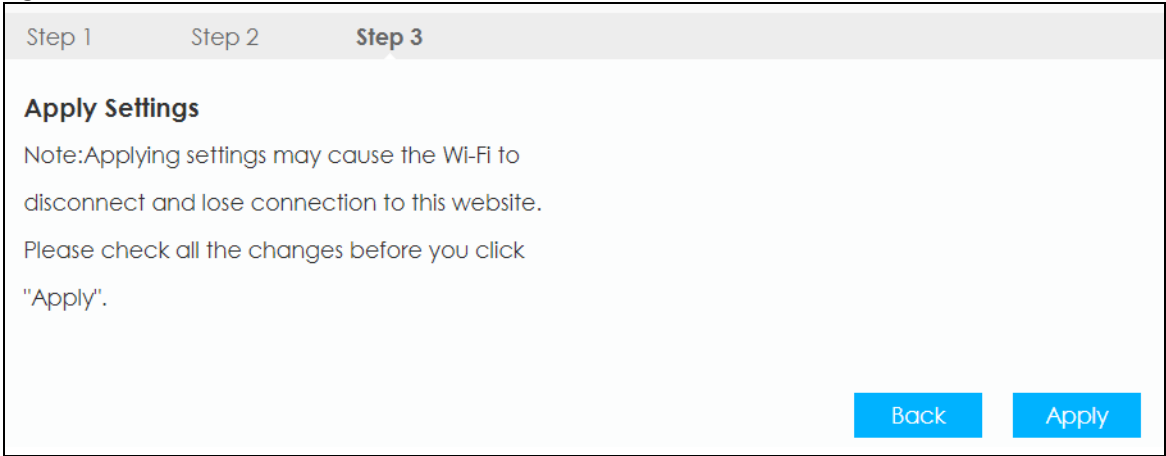 Step 1 Step 2 Step 3
Apply Settings
Note:Applying settings may cause the Wi-Fi to
disconnect and lose connection to this website.
Please check all the changes before you click
"Apply".
Back Apply